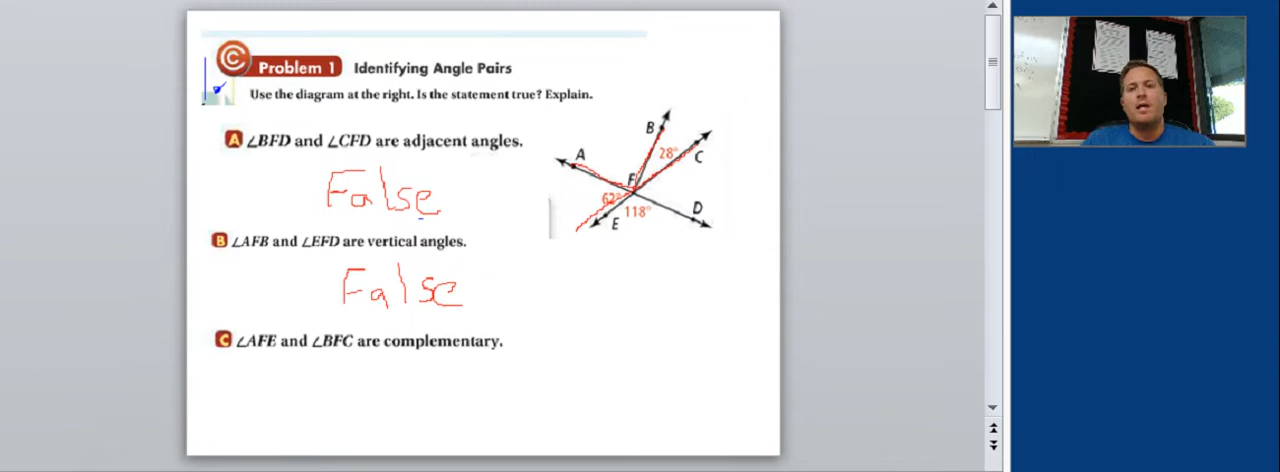 C
Problem 1 Identifying Angle Pairs
Use the diagram at the right. Is the statement true? Explain.
A ∠BFD and ∠CFD are adjacent angles.
False
B ∠AFB and ∠EFD are vertical angles.
False
C ∠AFE and ∠BFC are complementary.
B
A
28°
C
F
62°
118°
D
E